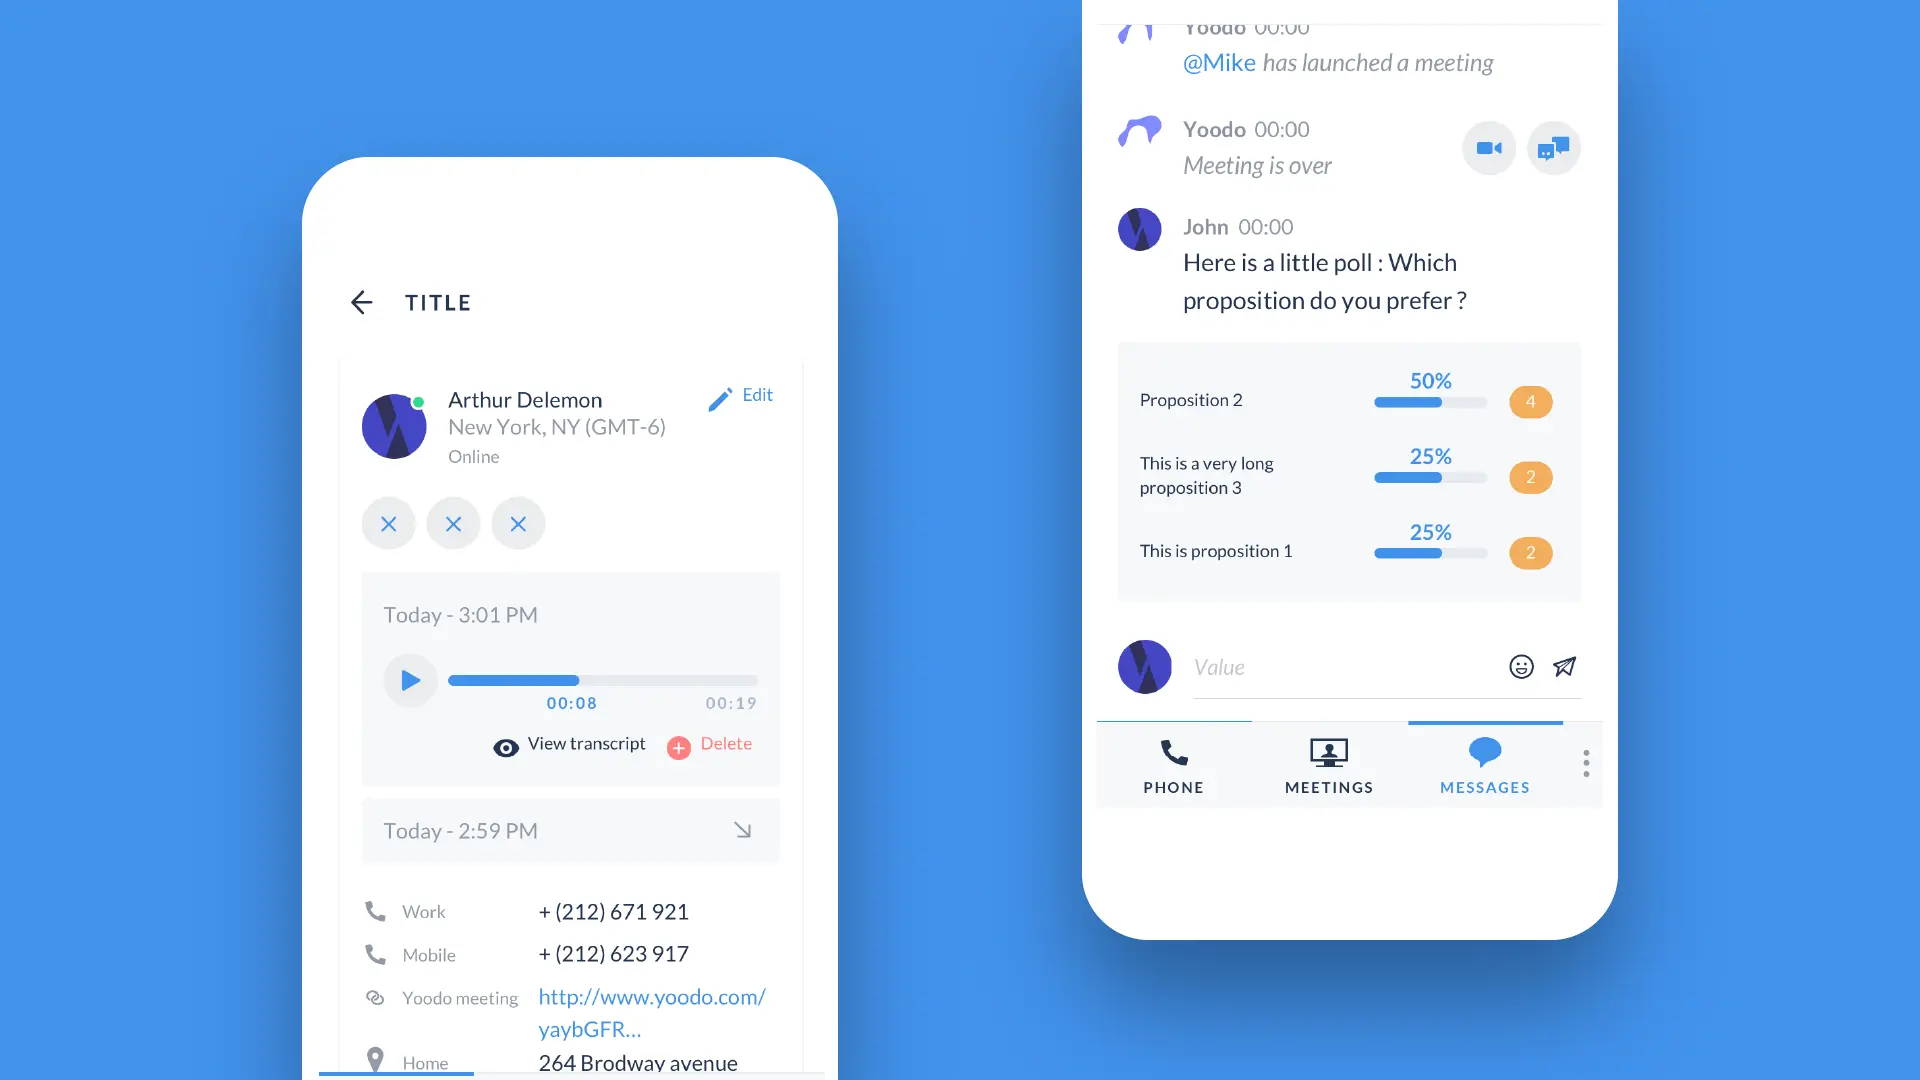 TITLE
Arthur Delemon
Edit
New York, NY (GMT-6)
Online
Today - 3:01 PM
00:08
00:19
View transcript
Delete
Today - 2:59 PM
Work + (212) 671 921
Mobile + (212) 623 917
Yoodo meeting http://www.yoodo.com/
yaybGFR...
Home 264 Brodway avenue
Yoodo 00:00
@Mike has launched a meeting
Yoodo 00:00
Meeting is over
John 00:00
Here is a little poll : Which
proposition do you prefer ?
50%
Proposition 2
4
25%
This is a very long
proposition 3
2
25%
This is proposition 1
2
Value
PHONE
MEETINGS
MESSAGES